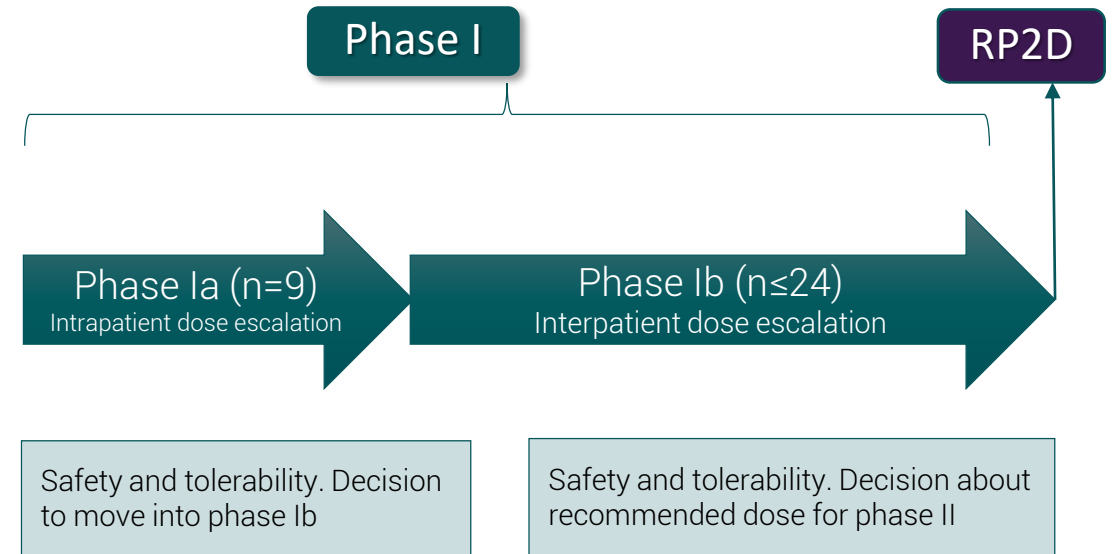 Phase I
RP2D
Phase Ia (n=9)
Intrapatient dose escalation
Phase Ib (n≤24)
Interpatient dose escalation
Safety and tolerability. Decision
to move into phase Ib
Safety and tolerability. Decision about
recommended dose for phase II